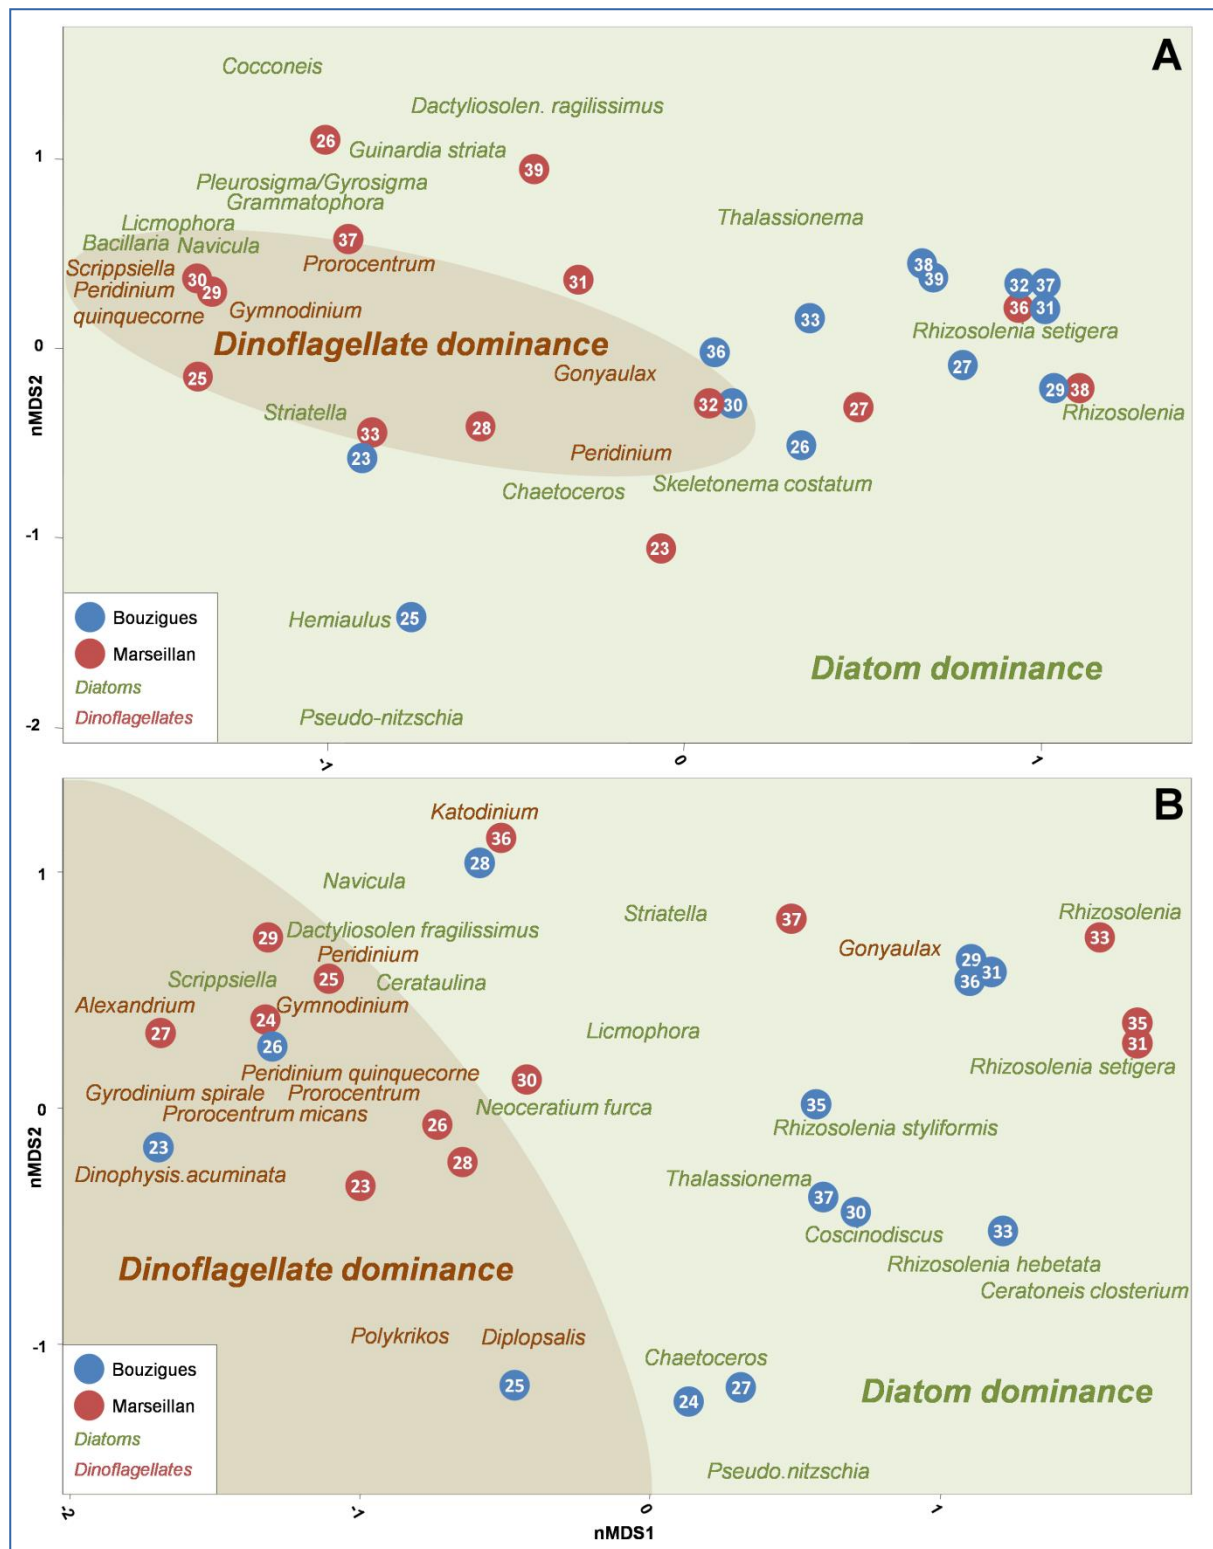 A
Cocconeis
Dactyliosolen. ragilissimus
26
Guinardia striata
39
1
Pleurosigma/Gyrosigma
Grammatophora
Thalassionema
Licmophora
Bacillaria Navicula
37
Prorocentrum
38
39
Scrippsiella
30
29
31
32
37
Peridinium
quinquecorne
Gymnodinium
36
31
33
Rhizosolenia setigera
Dinoflagellate dominance
0
36
27
nMDS2
25
Gonyaulax
29
38
32
30
27
Rhizosolenia
Striatella
33
28
26
23
Peridinium
Chaetoceros
Skeletonema costatum
-1
23
Bouzigues
Hemiaulus
25
Marseillan
Diatom dominance
Diatoms
Dinoflagellates
Pseudo-nitzschia
-2
-1
0
1
B
Katodinium
36
28
1
Navicula
Striatella
37
Rhizosolenia
29
Dactyliosolen fragilissimus
33
Peridinium
Gonyaulax
29
31
36
Scrippsiella
25
Cerataulina
Alexandrium
24
Gymnodinium
27
26
Licmophora
35
31
Peridinium quinquecorne
30
Rhizosolenia setigera
Gyrodinium spirale
Prorocentrum
Neoceratium furca
35
0
Prorocentrum micans
26
Rhizosolenia styliformis
23
28
nMDS2
Dinophysis.acuminata
23
Thalassionema
37
30
33
Coscinodiscus
Dinoflagellate dominance
Rhizosolenia hebetata
Ceratoneis closterium
Polykrikos
Diplopsalis
-1
Chaetoceros
Bouzigues
25
27
24
Diatom dominance
Marseillan
Diatoms
Dinoflagellates
Pseudo.nitzschia
-2
-1
0
1
nMDS1